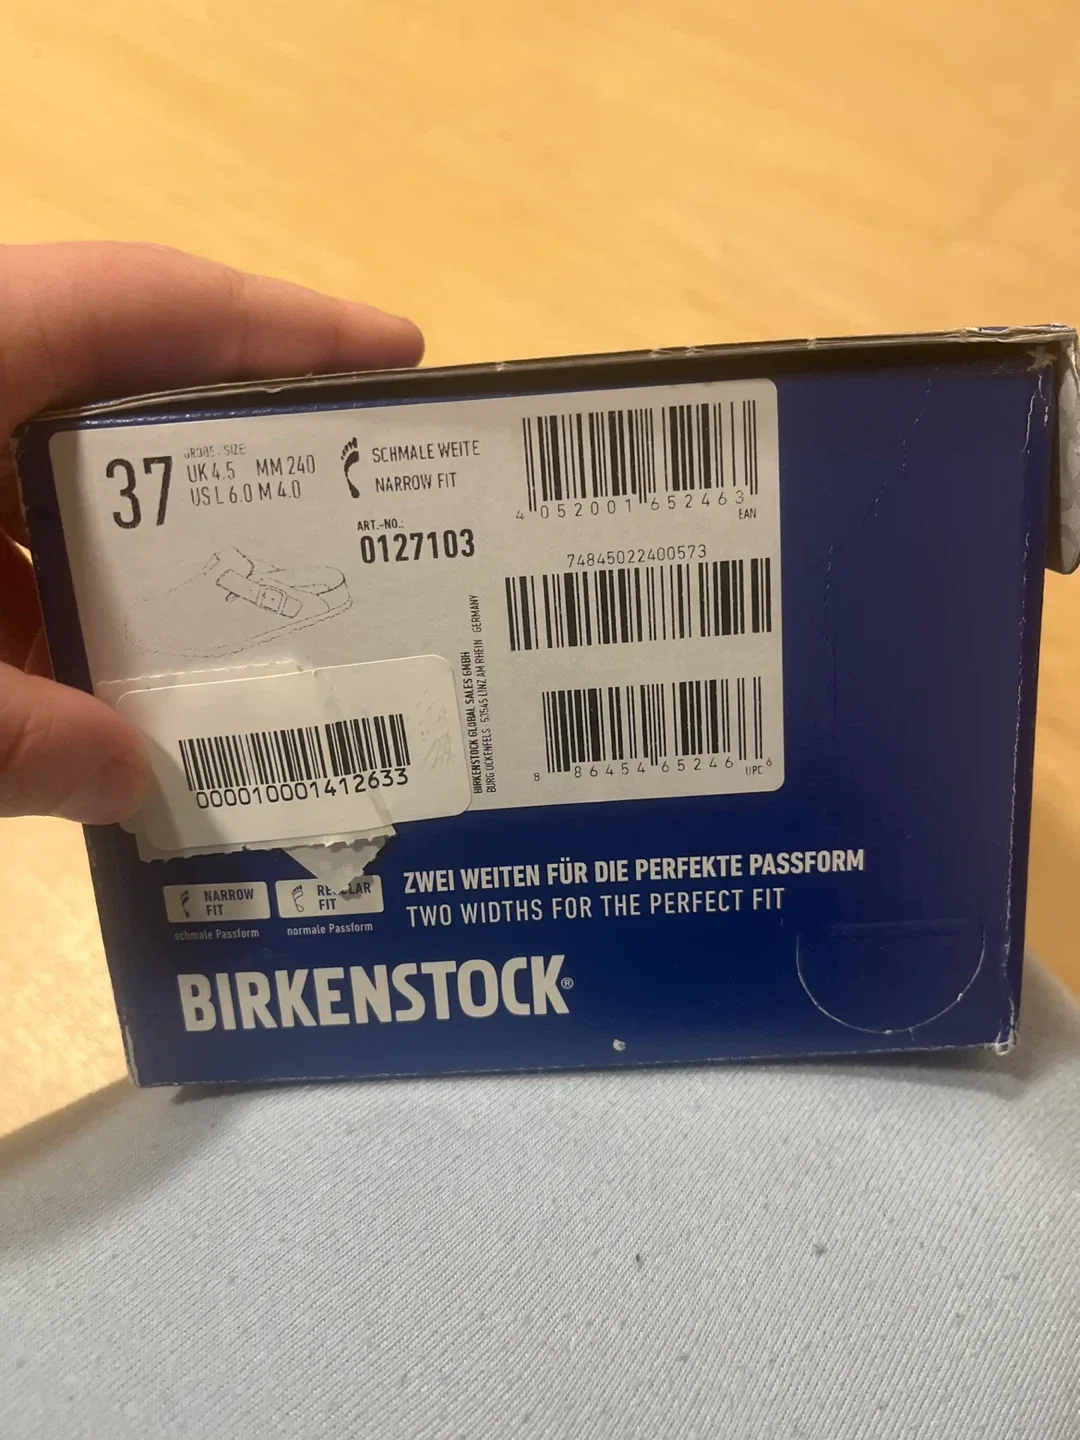 37
GRÖßE/SIZE
UK 4.5 MM 240
US L 6.0 M 4.0
SCHMALE WEITE
NARROW FIT
ART.-NO.:
0127103
4 052001 652463
EAN
74845022400573
BIRKENSTOCK GLOBAL SALES GMBH
BURG OCKENFELS · 53545 LINZ AM RHEIN GERMANY
8 86454 65246 6
UPC
000010001412633
NARROW
FIT
schmale Passform
FIT
normale Passform
ZWEI WEITEN FÜR DIE PERFEKTE PASSFORM
TWO WIDTHS FOR THE PERFECT FIT
BIRKENSTOCK®